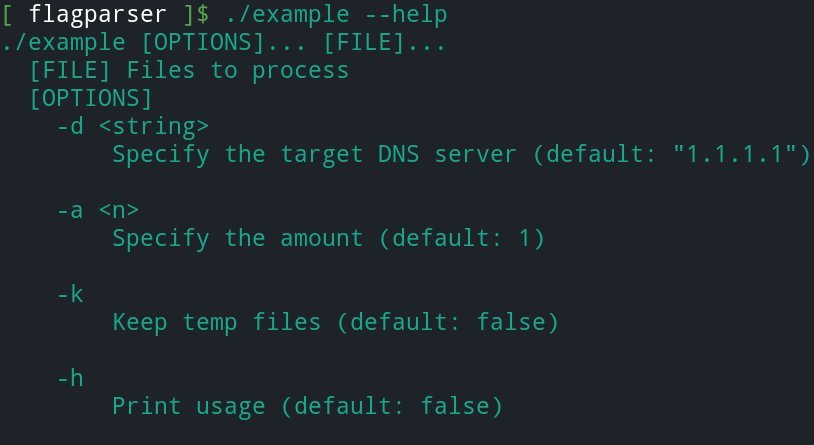 [ flagparser ]$ ./example --help
./example [OPTIONS]... [FILE]...
[FILE] Files to process
[OPTIONS]
-d <string>
Specify the target DNS server (default: "1.1.1.1")
-a <n>
Specify the amount (default: 1)
-k
Keep temp files (default: false)
-h
Print usage (default: false)